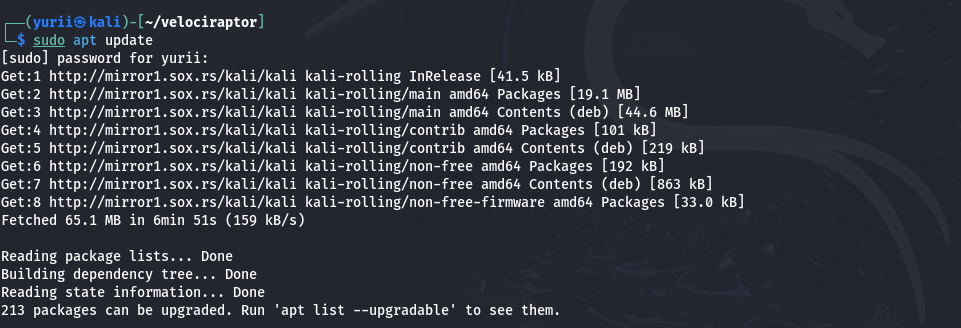 ┌──(yurii㉿kali)-[~/velociraptor]
└─$ sudo apt update
[sudo] password for yurii:
Get:1 http://mirror1.sox.rs/kali/kali kali-rolling InRelease [41.5 kB]
Get:2 http://mirror1.sox.rs/kali/kali kali-rolling/main amd64 Packages [19.1 MB]
Get:3 http://mirror1.sox.rs/kali/kali kali-rolling/main amd64 Contents (deb) [44.6 MB]
Get:4 http://mirror1.sox.rs/kali/kali kali-rolling/contrib amd64 Packages [101 kB]
Get:5 http://mirror1.sox.rs/kali/kali kali-rolling/contrib amd64 Contents (deb) [219 kB]
Get:6 http://mirror1.sox.rs/kali/kali kali-rolling/non-free amd64 Packages [192 kB]
Get:7 http://mirror1.sox.rs/kali/kali kali-rolling/non-free amd64 Contents (deb) [863 kB]
Get:8 http://mirror1.sox.rs/kali/kali kali-rolling/non-free-firmware amd64 Packages [33.0 kB]
Fetched 65.1 MB in 6min 51s (159 kB/s)
Reading package lists... Done
Building dependency tree... Done
Reading state information... Done
213 packages can be upgraded. Run 'apt list --upgradable' to see them.